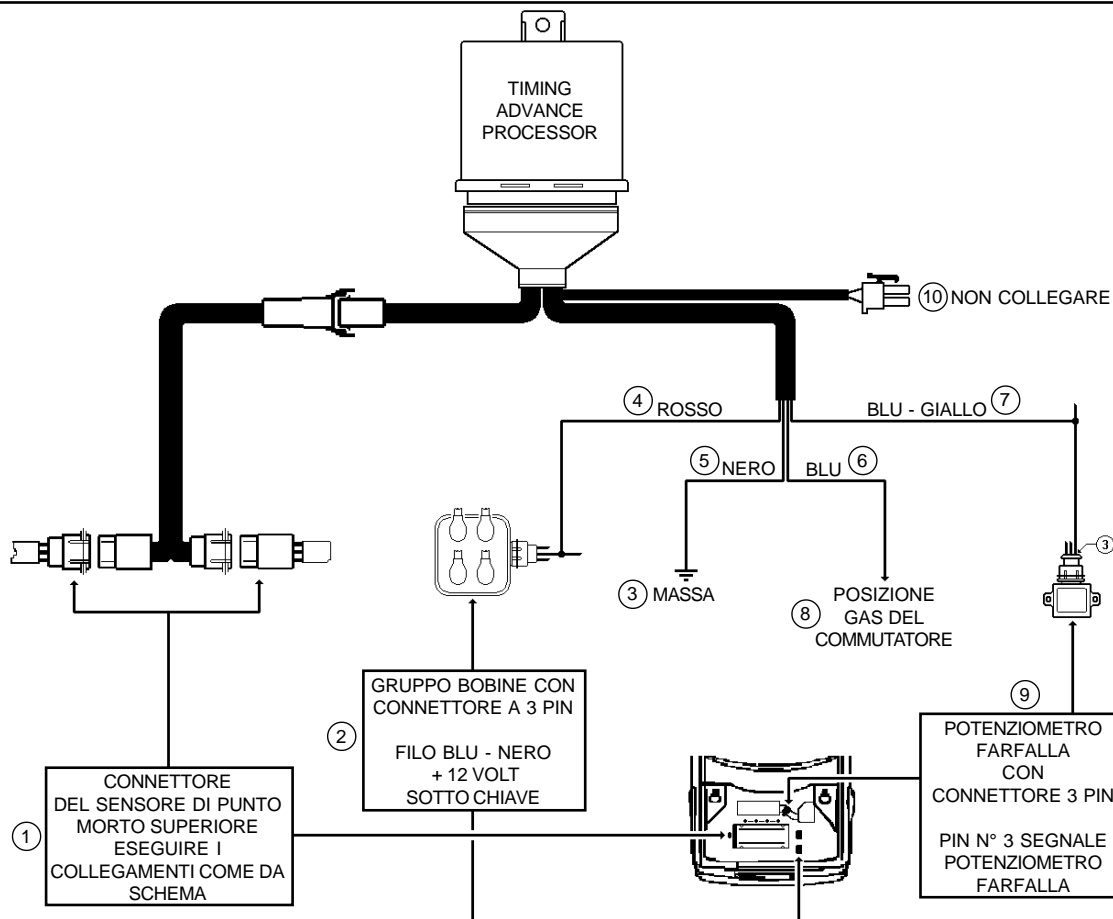 TIMING
ADVANCE
PROCESSOR
10 NON COLLEGARE
4 ROSSO
BLU - GIALLO 7
5 NERO
BLU 6
3
3 MASSA
8 POSIZIONE
GAS DEL
COMMUTATORE
2
GRUPPO BOBINE CON
CONNETTORE A 3 PIN
FILO BLU - NERO
+ 12 VOLT
SOTTO CHIAVE
9
POTENZIOMETRO
FARFALLA
CON
CONNETTORE 3 PIN
PIN N° 3 SEGNALE
POTENZIOMETRO
FARFALLA
1
CONNETTORE
DEL SENSORE DI PUNTO
MORTO SUPERIORE
ESEGUIRE I
COLLEGAMENTI COME DA
SCHEMA